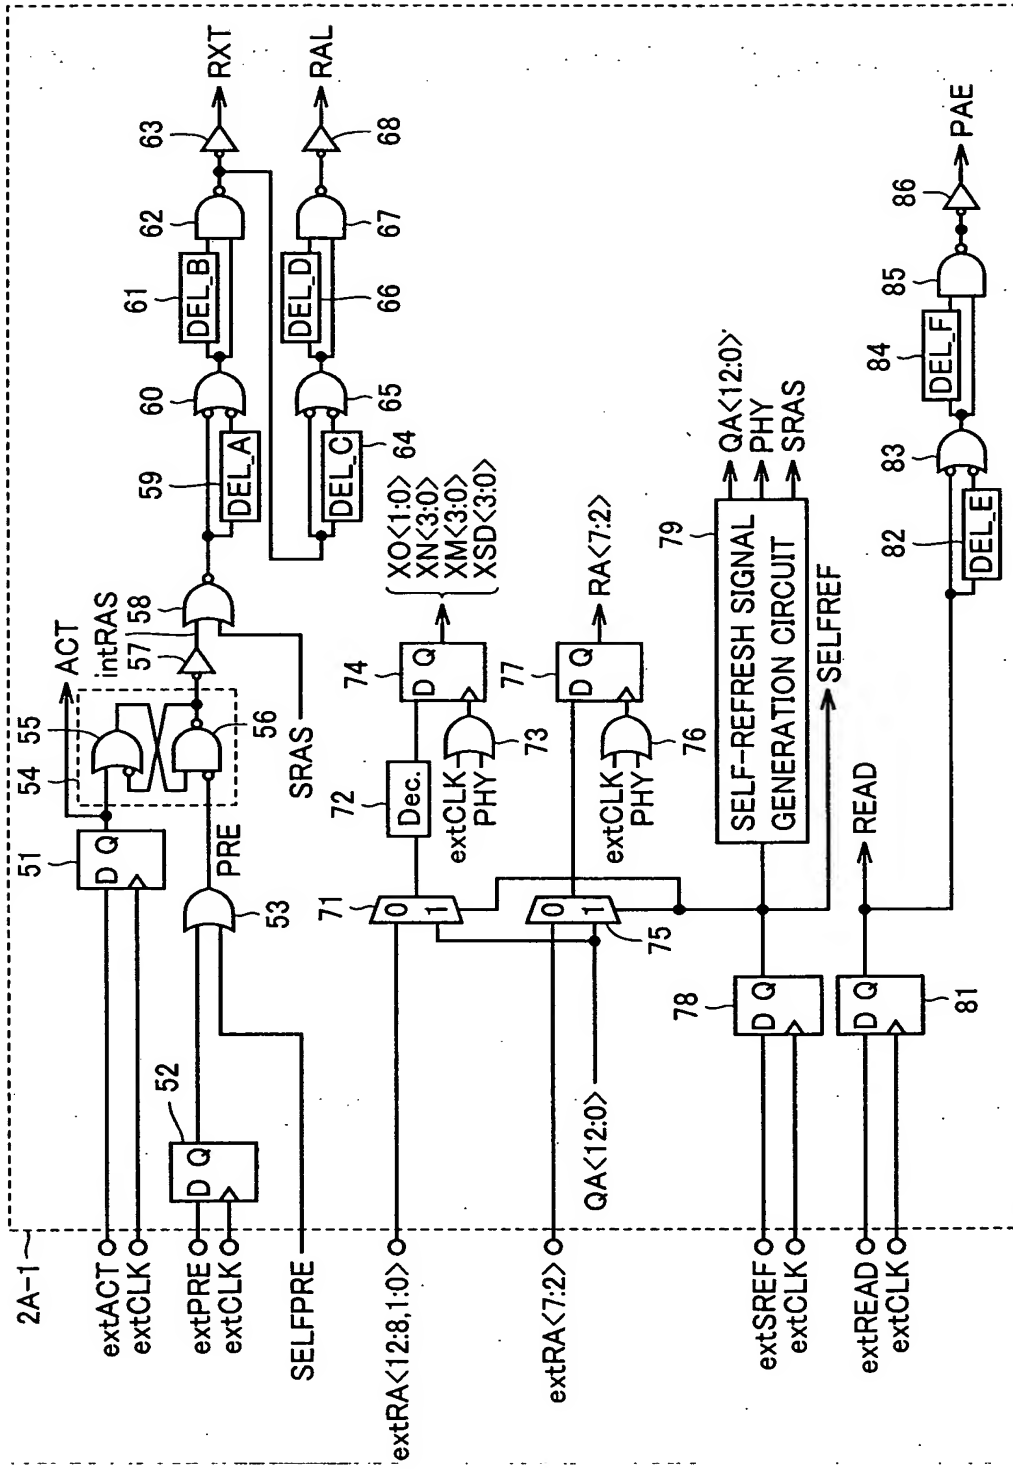 2A-1
extACT
extCLK
extPRE
extCLK
SELFPRE
extRA<12:8,1:0>
extRA<7:2>
extSREF
extCLK
extREAD
extCLK
51
D Q
ACT
52
D Q
53
PRE
54
55
56
57
intRAS
58
SRAS
59
DEL_A
60
61
DEL_B
62
63
RXT
64
DEL_C
65
66
DEL_D
67
68
RAL
71
0
1
72
Dec.
extCLK
PHY
73
74
D Q
XO<1:0>
XN<3:0>
XM<3:0>
XSD<3:0>
75
0
1
QA<12:0>
extCLK
PHY
76
77
D Q
RA<7:2>
78
D Q
79
SELF-REFRESH SIGNAL
GENERATION CIRCUIT
QA<12:0>
PHY
SRAS
SELFREF
81
D Q
READ
82
DEL_E
83
84
DEL_F
85
86
PAE